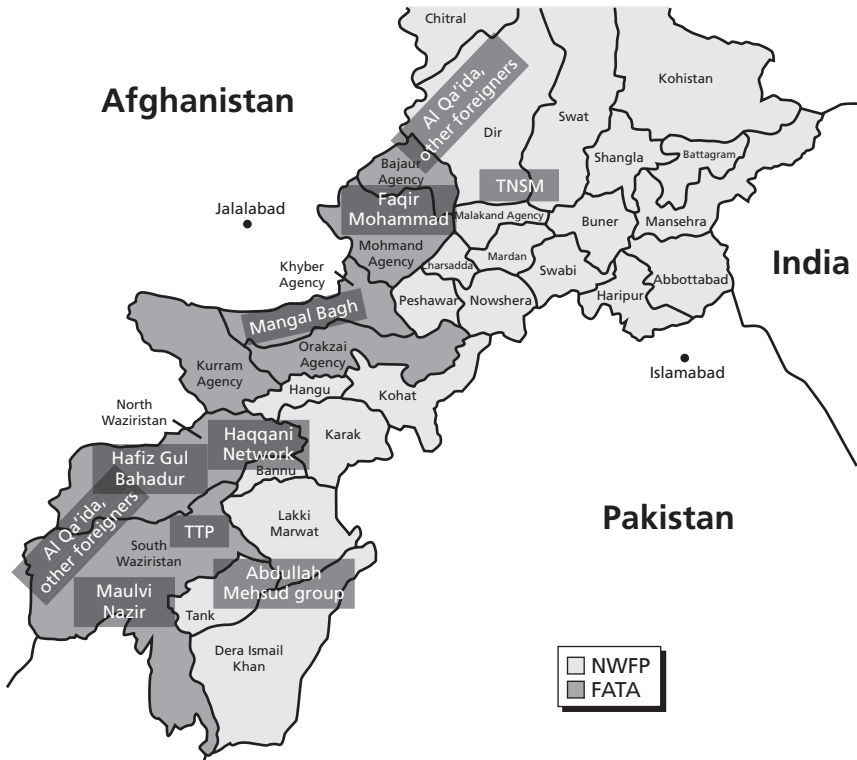 Chitral
Afghanistan
Al Qa'ida,
other foreigners
Kohistan
Dir
Swat
Shangla
Battagram
Bajaur
Agency
TNSM
Faqir
Mohammad
Malakand Agency
Buner
Mansehra
Jalalabad
Mohmand
Agency
Charsadda
Mardan
Swabi
India
Khyber
Agency
Peshawar
Nowshera
Haripur
Abbottabad
Mangal Bagh
Orakzai
Agency
Islamabad
Kurram
Agency
Hangu
Kohat
North
Waziristan
Haqqani
Network
Karak
Hafiz Gul
Bahadur
Bannu
Al Qa'ida,
other foreigners
Lakki
Marwat
Pakistan
TTP
South
Waziristan
Abdullah
Mehsud group
Maulvi
Nazir
Tank
Dera Ismail
Khan
NWFP
FATA